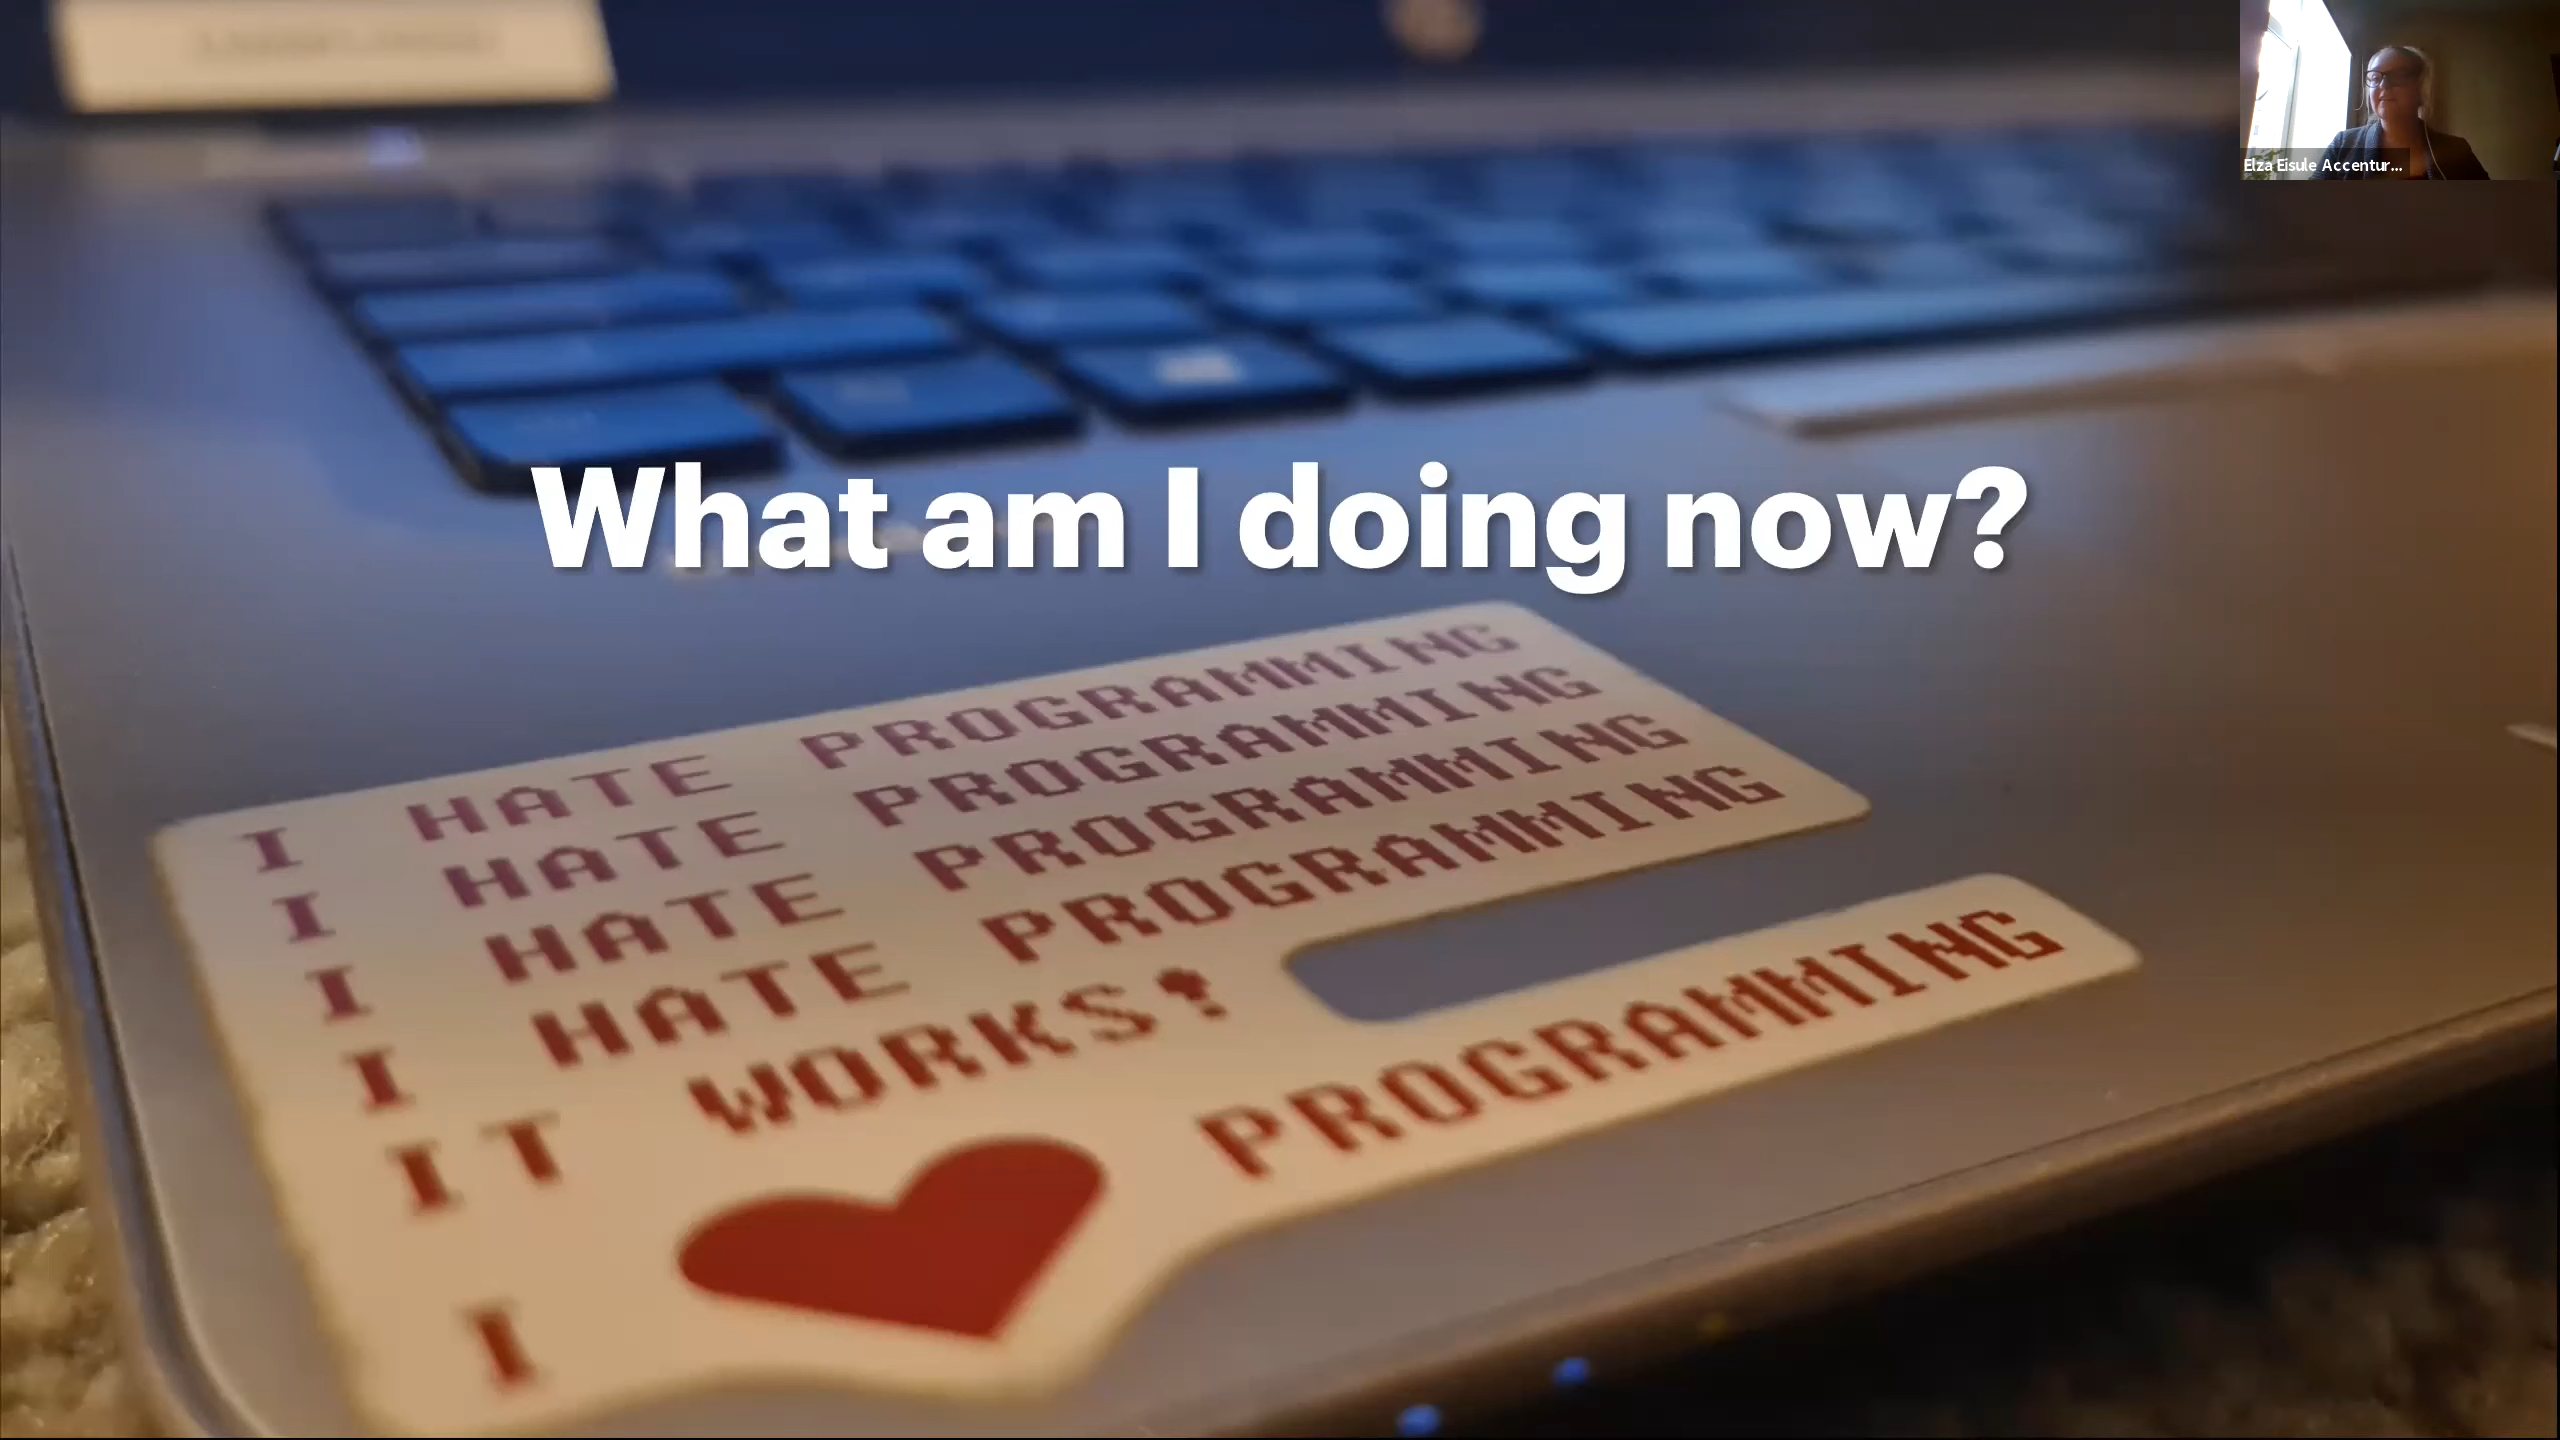 Elza Eisule Accentur...
What am I doing now?
I HATE PROGRAMMING
I HATE PROGRAMMING
I HATE PROGRAMMING
I HATE PROGRAMMING
IT WORKS!
I ❤ PROGRAMMING